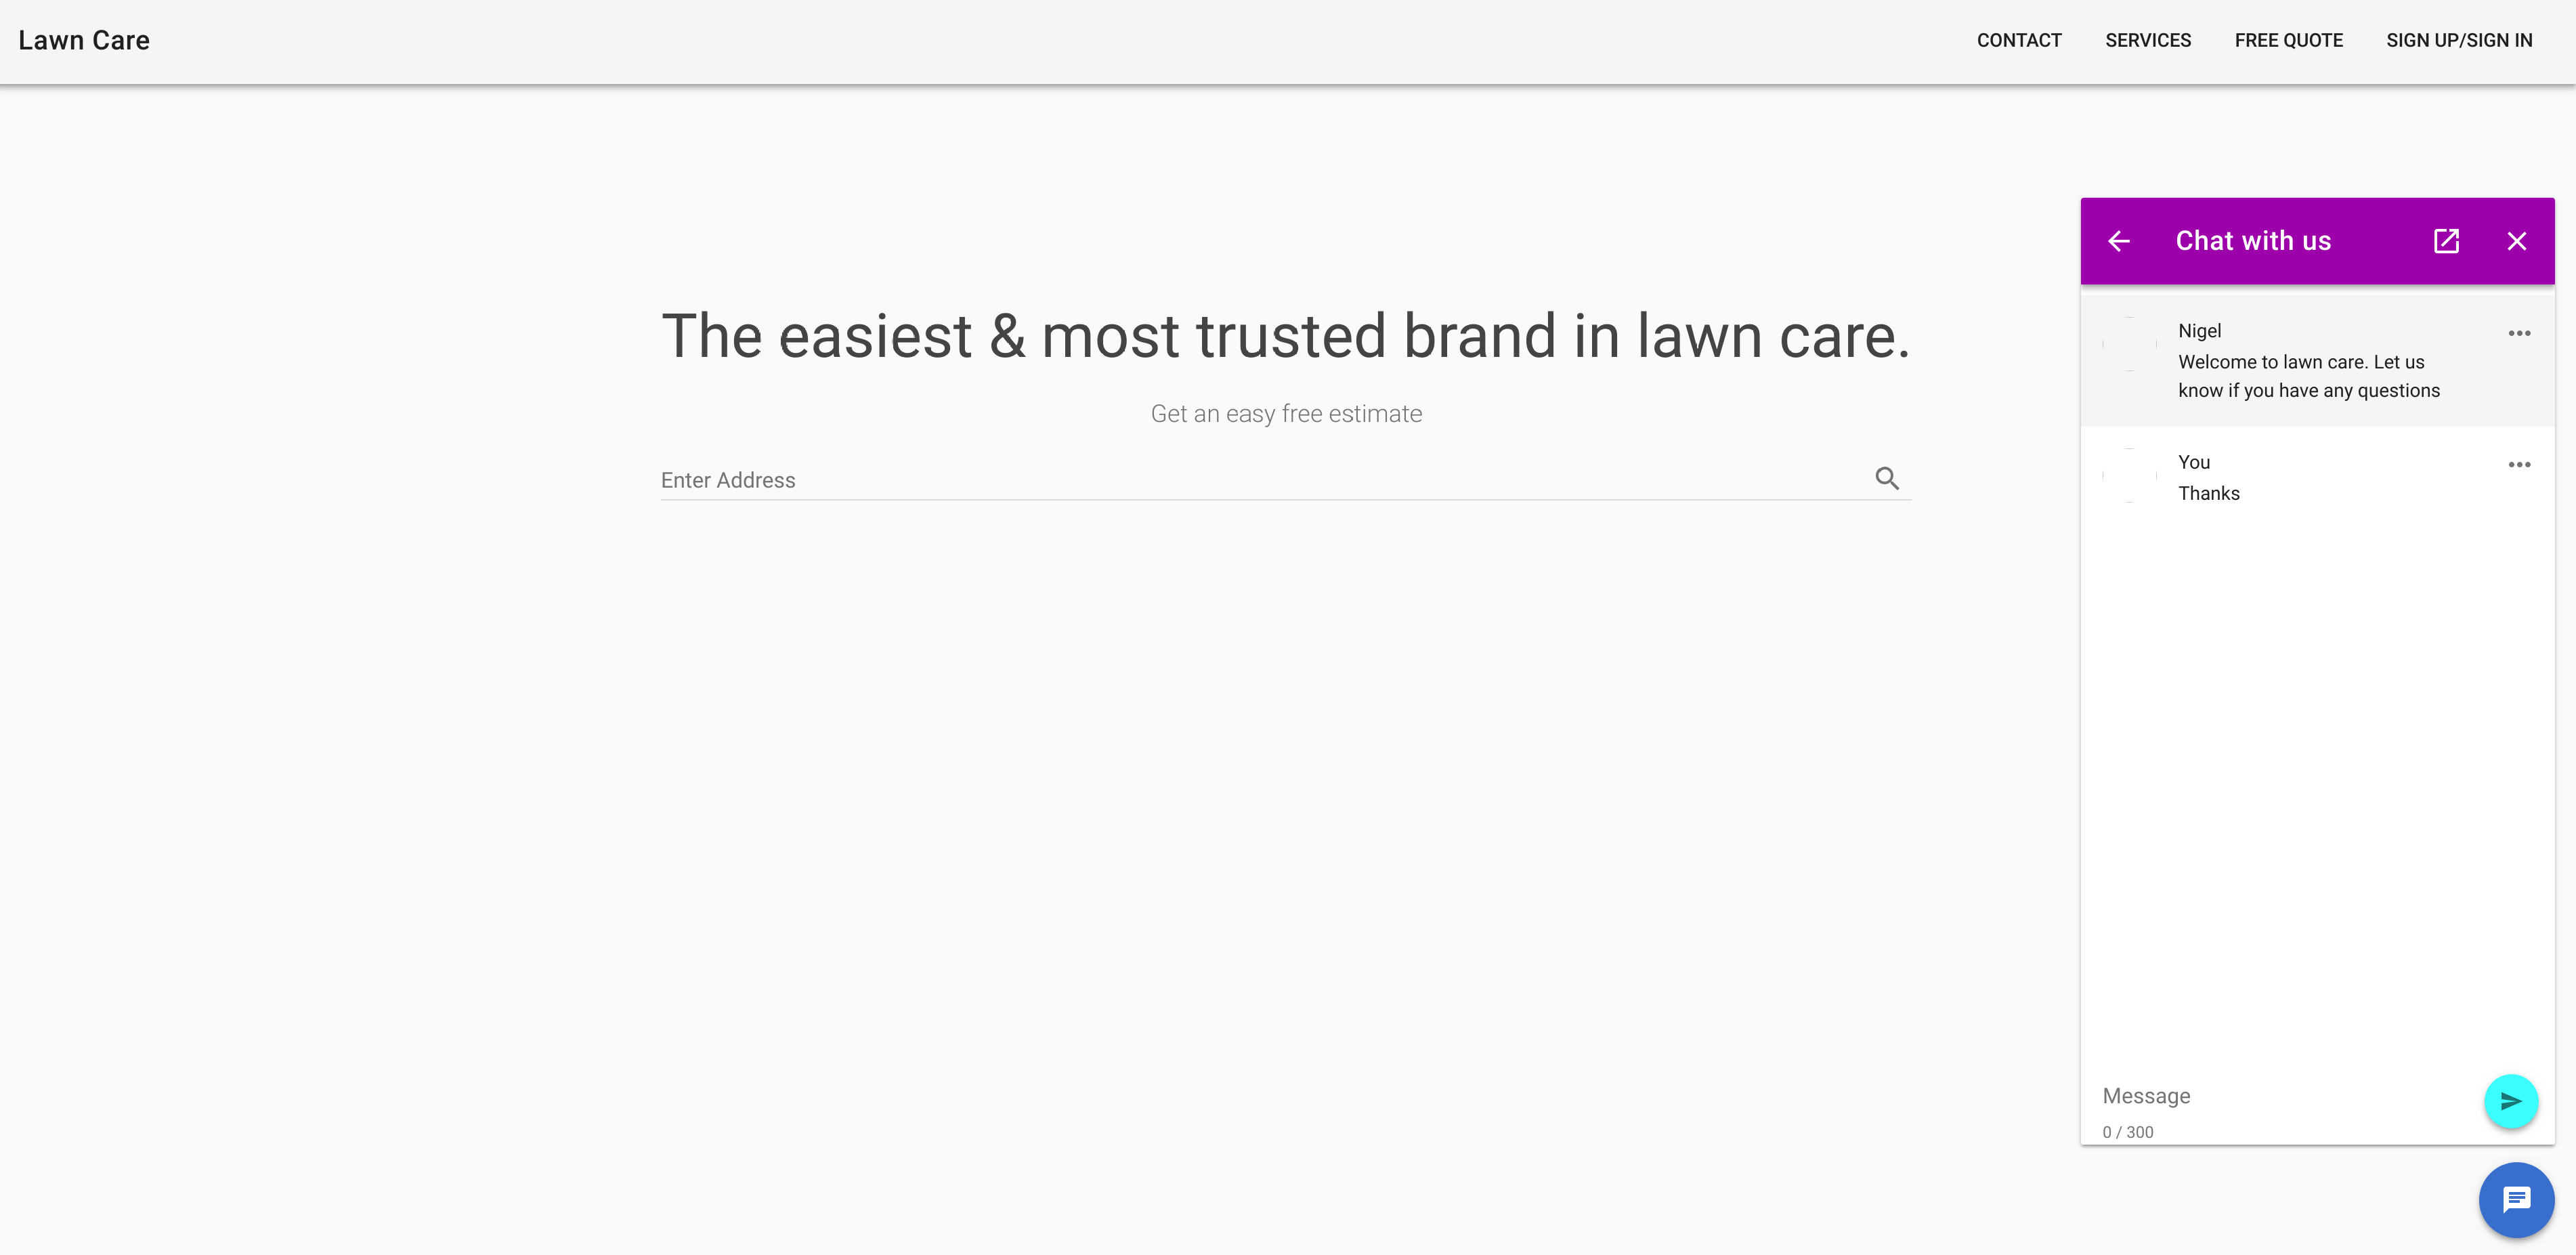 Lawn Care
CONTACT
SERVICES
FREE QUOTE
SIGN UP/SIGN IN
The easiest & most trusted brand in lawn care.
Get an easy free estimate
Enter Address
Chat with us
Nigel
Welcome to lawn care. Let us
know if you have any questions
You
Thanks
Message
0 / 300